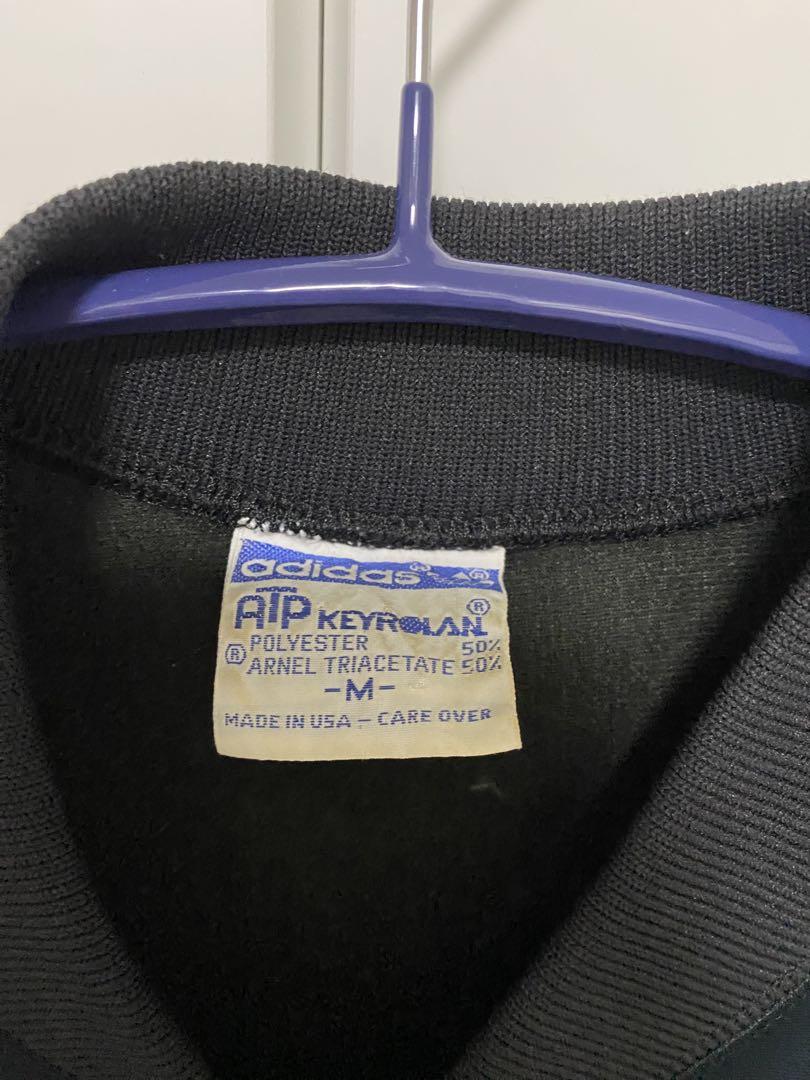 adidas®
ATP KEYROLAN®
POLYESTER 50%
® ARNEL TRIACETATE 50%
-M-
MADE IN USA - CARE OVER